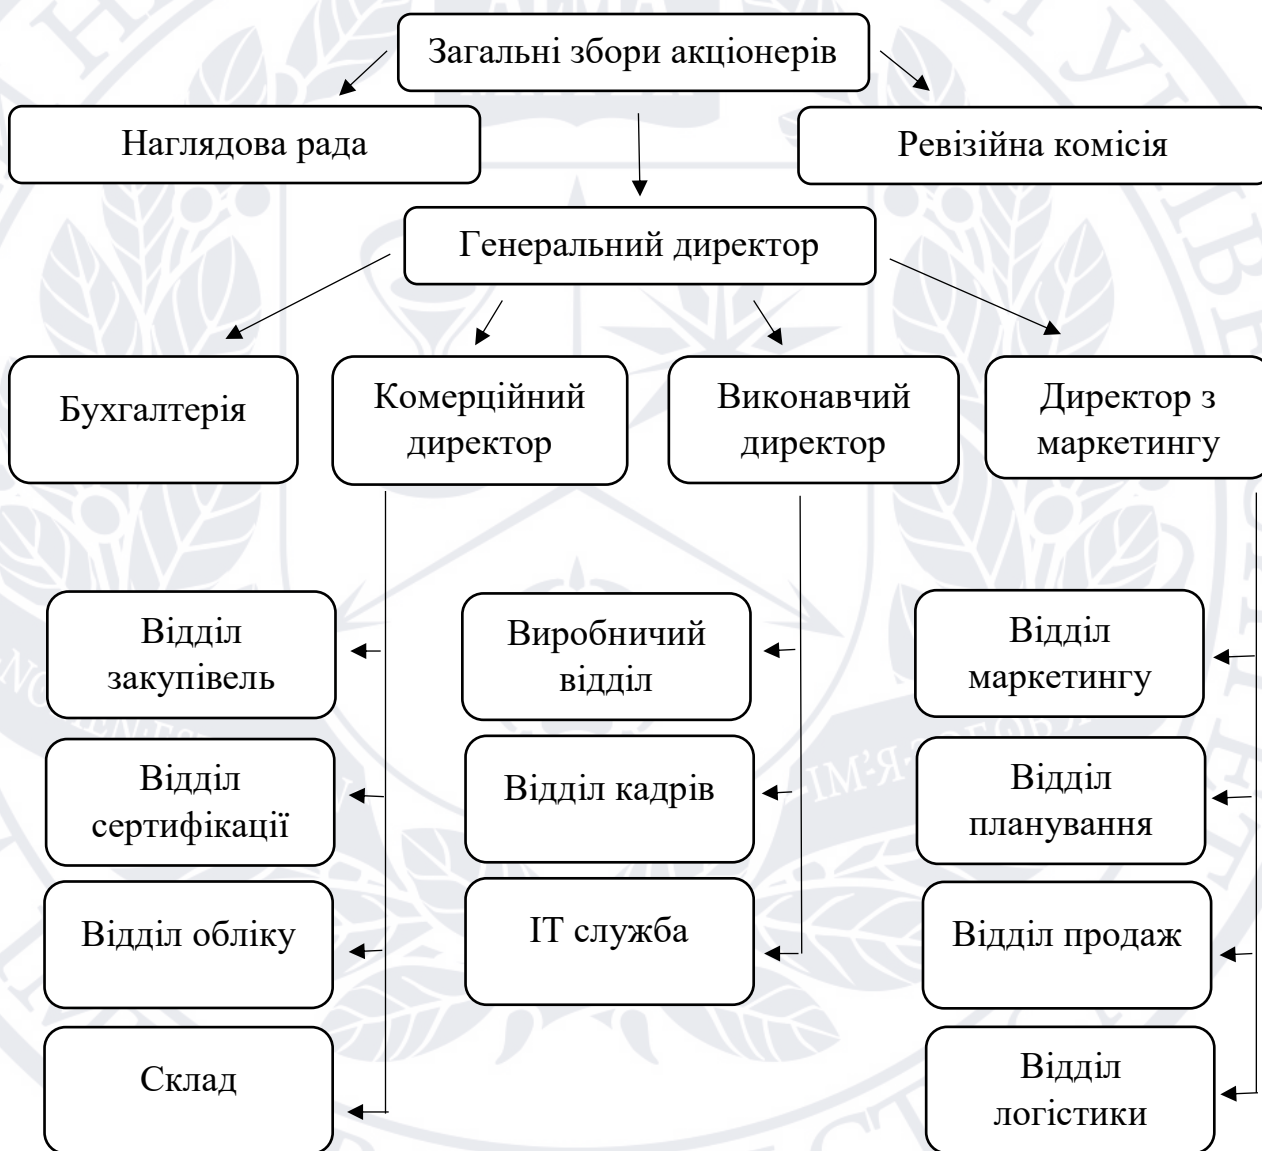 Загальні збори акціонерів
Наглядова рада
Ревізійна комісія
Генеральний директор
Бухгалтерія
Комерційний
директор
Виконавчий
директор
Директор з
маркетингу
Відділ
закупівель
Виробничий
відділ
Відділ
маркетингу
Відділ
сертифікації
Відділ кадрів
Відділ
планування
Відділ обліку
ІТ служба
Відділ продаж
Склад
Відділ
логістики